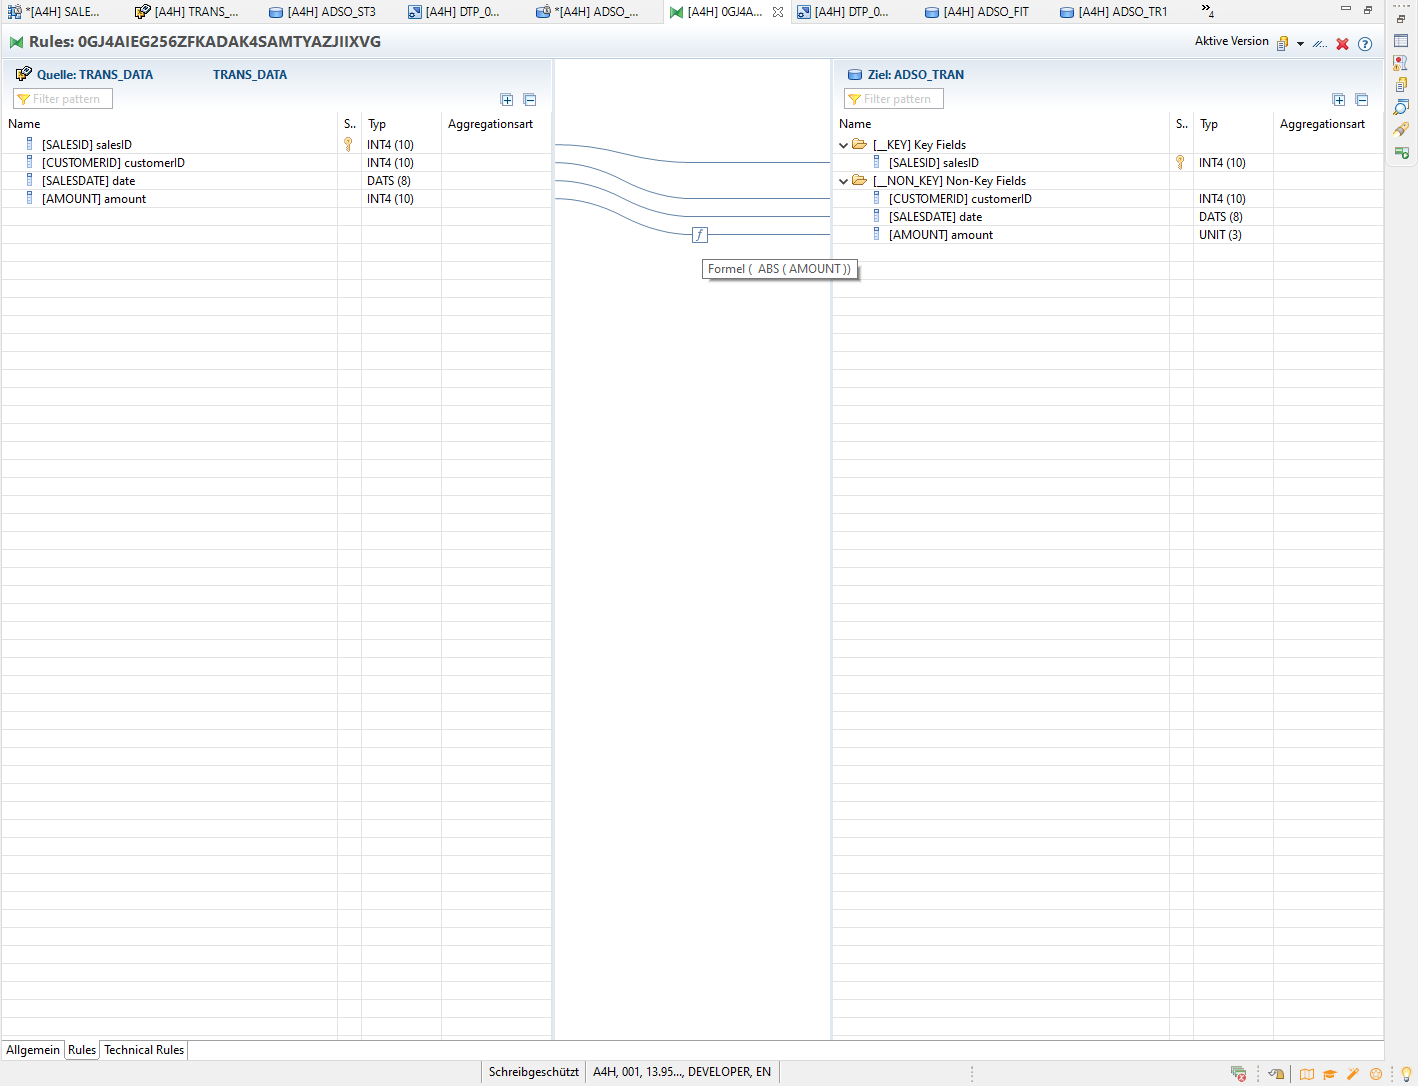 *[A4H] SALE... [A4H] TRANS_... [A4H] ADSO_ST3 [A4H] DTP_0... *[A4H] ADSO_... [A4H] 0GJ4A... [A4H] DTP_0... [A4H] ADSO_FIT [A4H] ADSO_TR1 »4
Rules: 0GJ4AIEG256ZFKADAK4SAMTYAZJIIXVG Aktive Version
Quelle: TRANS_DATA TRANS_DATA
Filter pattern
Name S.. Typ Aggregationsart
[SALESID] salesID INT4 (10)
[CUSTOMERID] customerID INT4 (10)
[SALESDATE] date DATS (8)
[AMOUNT] amount INT4 (10)
f
Formel ( ABS ( AMOUNT ))
Ziel: ADSO_TRAN
Filter pattern
Name S.. Typ Aggregationsart
[__KEY] Key Fields
[SALESID] salesID INT4 (10)
[__NON_KEY] Non-Key Fields
[CUSTOMERID] customerID INT4 (10)
[SALESDATE] date DATS (8)
[AMOUNT] amount UNIT (3)
Allgemein Rules Technical Rules
Schreibgeschützt A4H, 001, 13.95..., DEVELOPER, EN